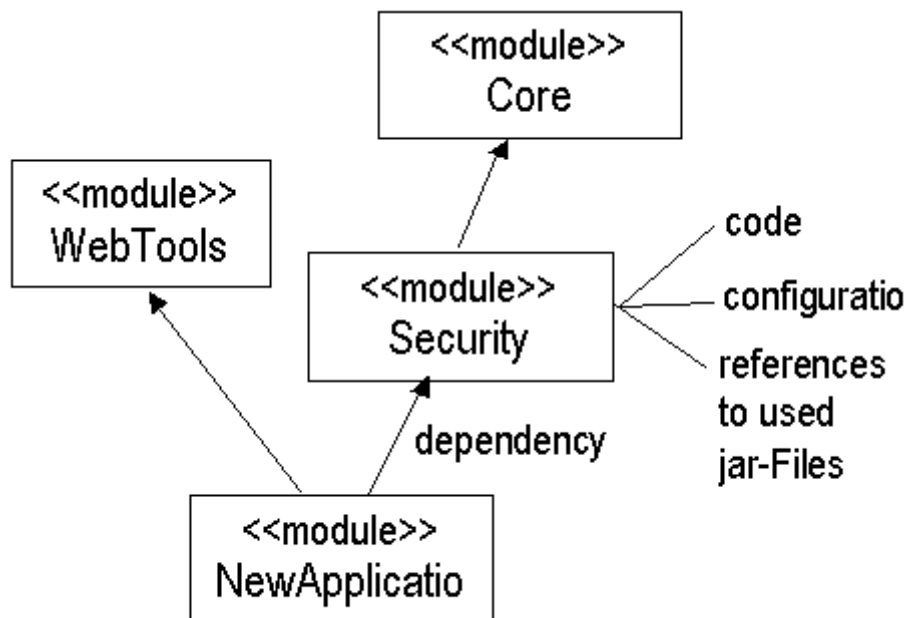 <<module>>
Core
<<module>>
WebTools
<<module>>
Security
code
configuratio
references
to used
jar-Files
dependency
<<module>>
NewApplicatio